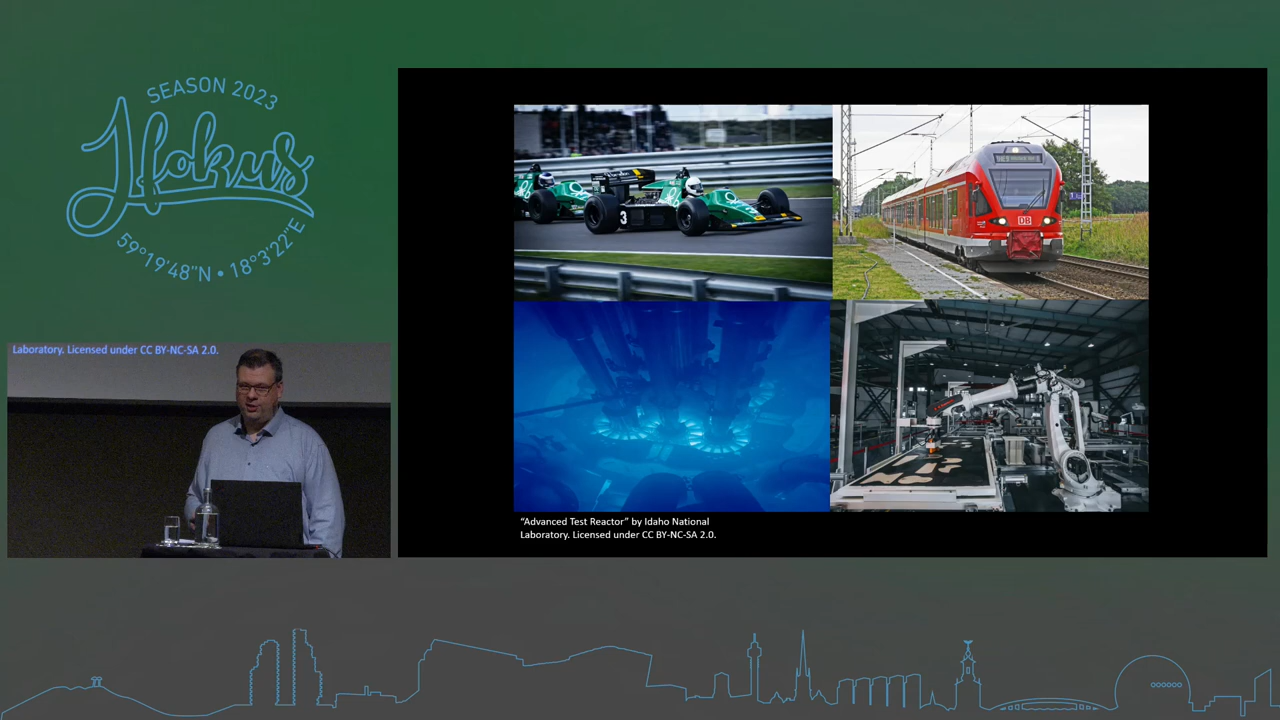 SEASON 2023
Jfokus
59°19'48"N • 18°3'22"E
Laboratory. Licensed under CC BY-NC-SA 2.0.
3
DB
“Advanced Test Reactor” by Idaho National
Laboratory. Licensed under CC BY-NC-SA 2.0.